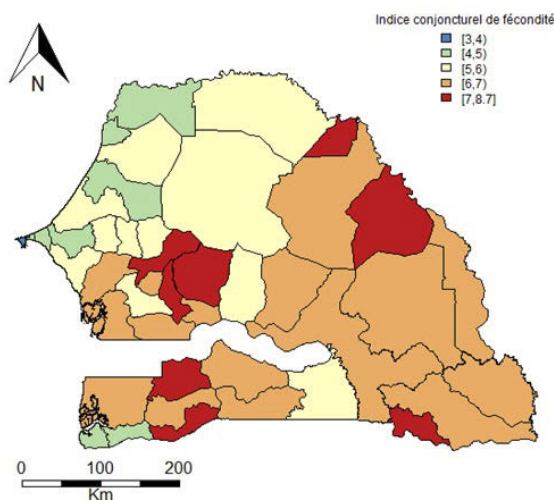 Indice conjoncturel de fécondité
[3,4)
[4,5)
[5,6)
[6,7)
[7,8.7]
N
0 100 200
Km